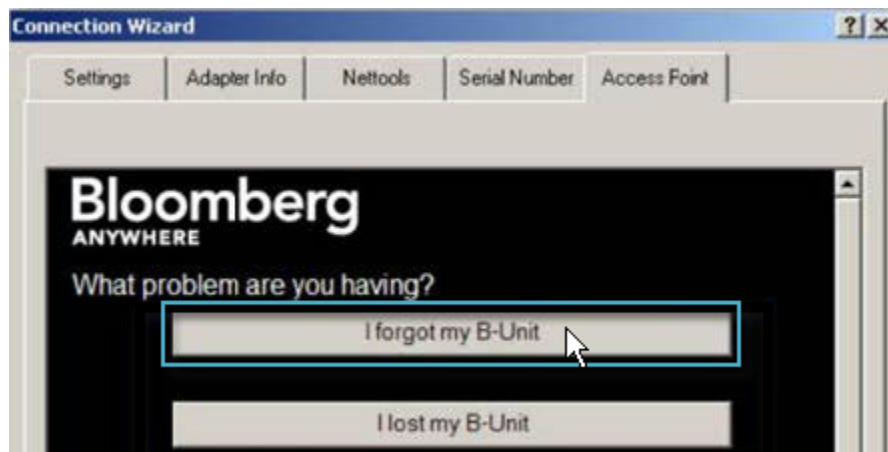 Connection Wizard
Settings Adapter Info Nettools Serial Number Access Point
Bloomberg
ANYWHERE
What problem are you having?
I forgot my B-Unit
I lost my B-Unit